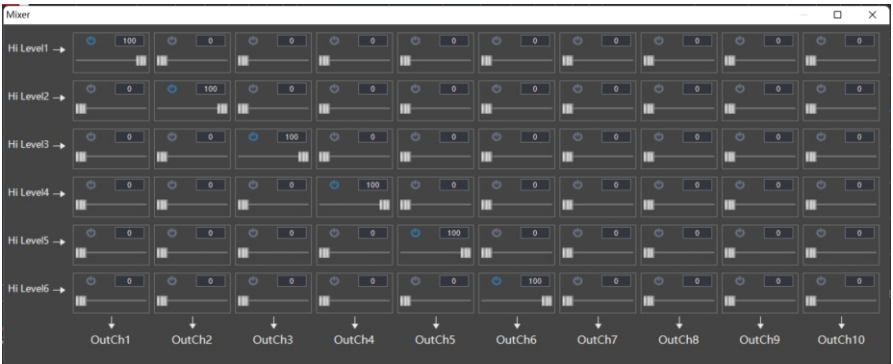 Mixer
Hi Level1 → 100 0 0 0 0 0 0 0 0 0
Hi Level2 → 0 100 0 0 0 0 0 0 0 0
Hi Level3 → 0 0 100 0 0 0 0 0 0 0
Hi Level4 → 0 0 0 100 0 0 0 0 0 0
Hi Level5 → 0 0 0 0 100 0 0 0 0 0
Hi Level6 → 0 0 0 0 0 100 0 0 0 0
OutCh1 OutCh2 OutCh3 OutCh4 OutCh5 OutCh6 OutCh7 OutCh8 OutCh9 OutCh10